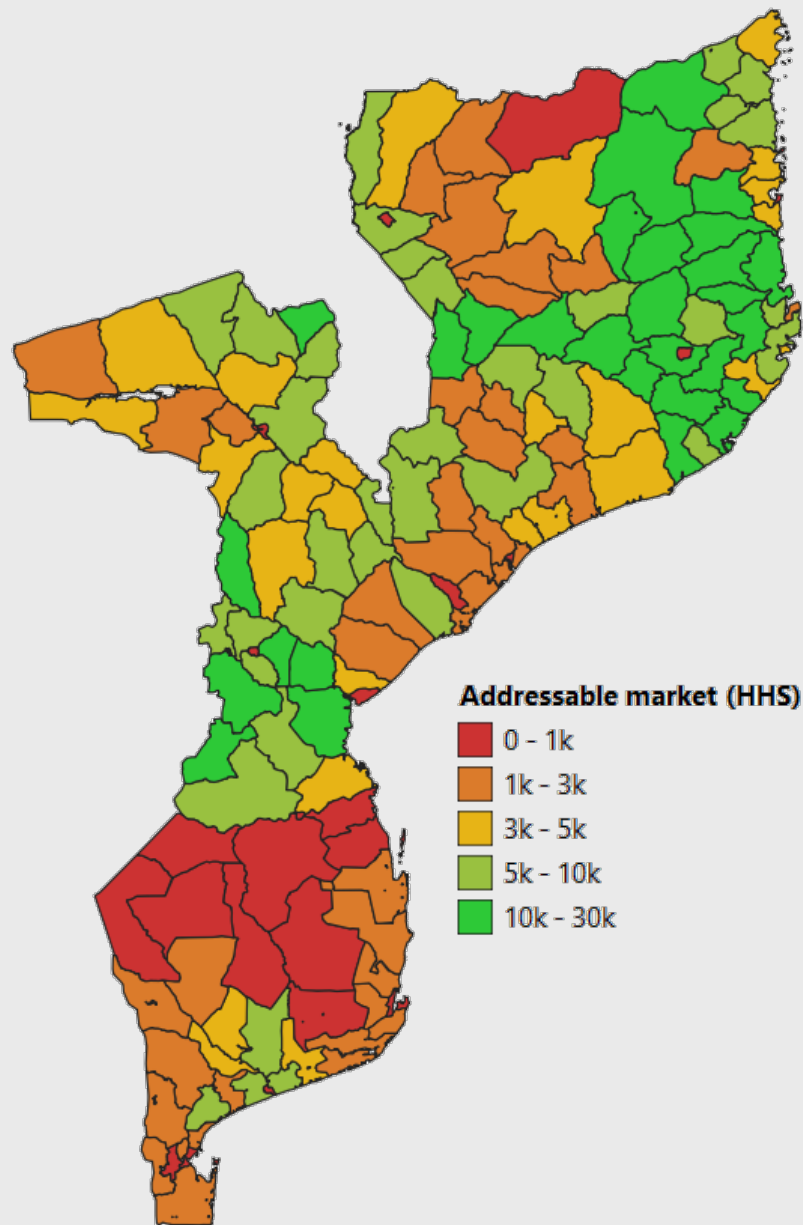 Addressable market (HHS)
0 - 1k
1k - 3k
3k - 5k
5k - 10k
10k - 30k